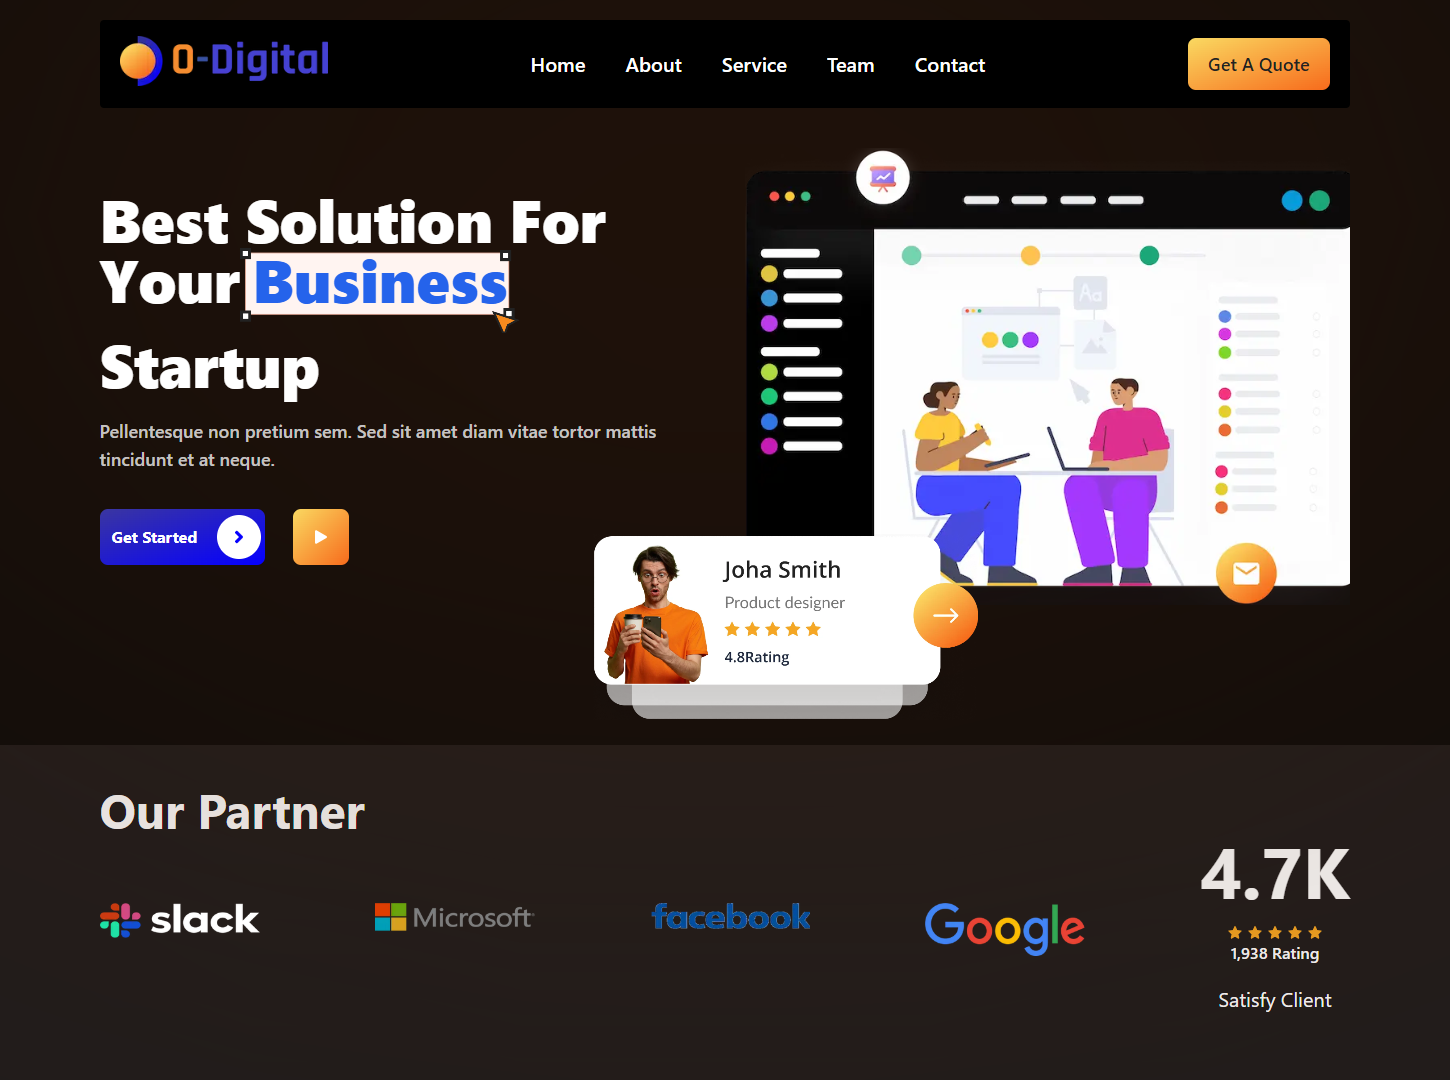 O-Digital
Home About Service Team Contact
Get A Quote
Best Solution For
Your Business
Startup
Pellentesque non pretium sem. Sed sit amet diam vitae tortor mattis
tincidunt et at neque.
Get Started
Aa
Joha Smith
Product designer
4.8Rating
Our Partner
slack
Microsoft
facebook
Google
4.7K
1,938 Rating
Satisfy Client